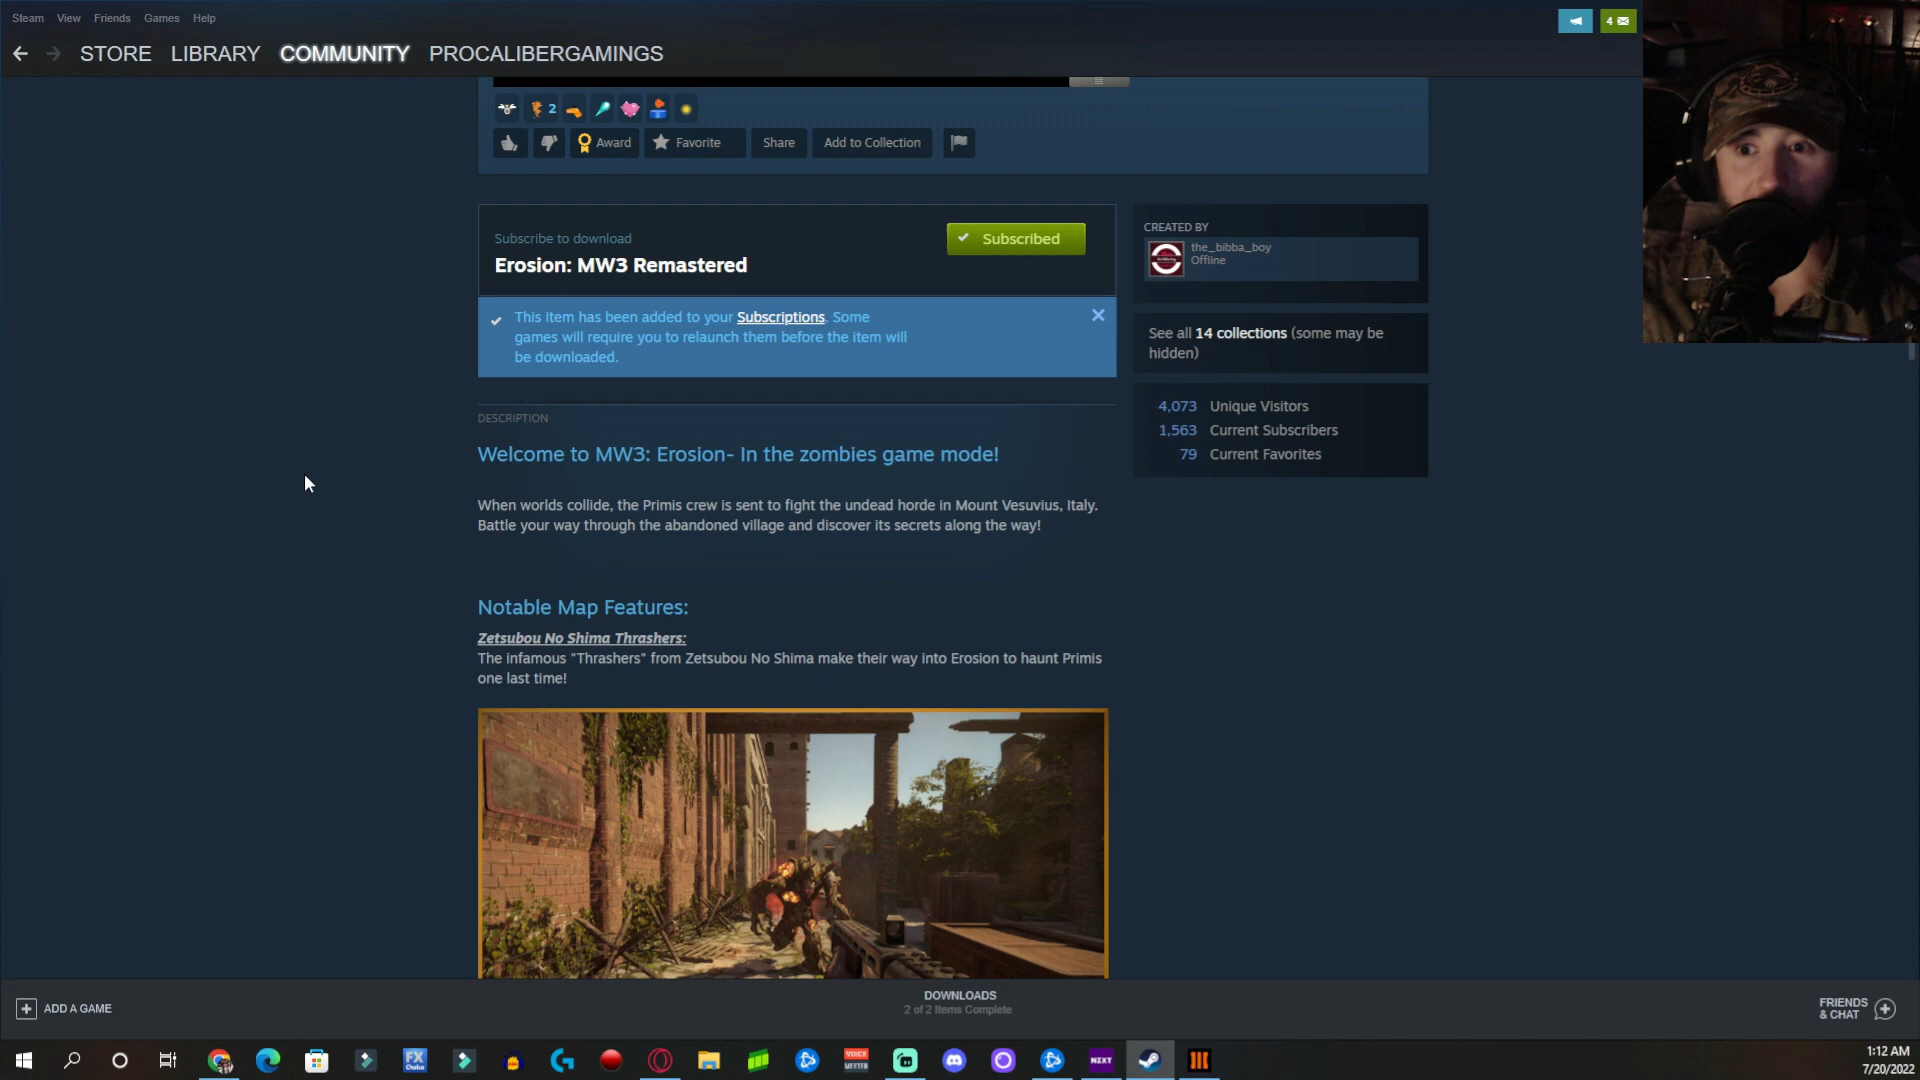 Steam View Friends Games Help
4
STORE LIBRARY COMMUNITY PROCALIBERGAMINGS
2
Award Favorite Share Add to Collection
Subscribe to download
Subscribed
Erosion: MW3 Remastered
This item has been added to your Subscriptions. Some
games will require you to relaunch them before the item will
be downloaded.
CREATED BY
the_bibba_boy
Offline
See all 14 collections (some may be
hidden)
4,073 Unique Visitors
1,563 Current Subscribers
79 Current Favorites
DESCRIPTION
Welcome to MW3: Erosion- In the zombies game mode!
When worlds collide, the Primis crew is sent to fight the undead horde in Mount Vesuvius, Italy.
Battle your way through the abandoned village and discover its secrets along the way!
Notable Map Features:
Zetsubou No Shima Thrashers:
The infamous "Thrashers" from Zetsubou No Shima make their way into Erosion to haunt Primis
one last time!
ADD A GAME
DOWNLOADS
2 of 2 Items Complete
FRIENDS
& CHAT
FX
Choice
VOICE
MEETER
NZXT
1:12 AM
7/20/2022